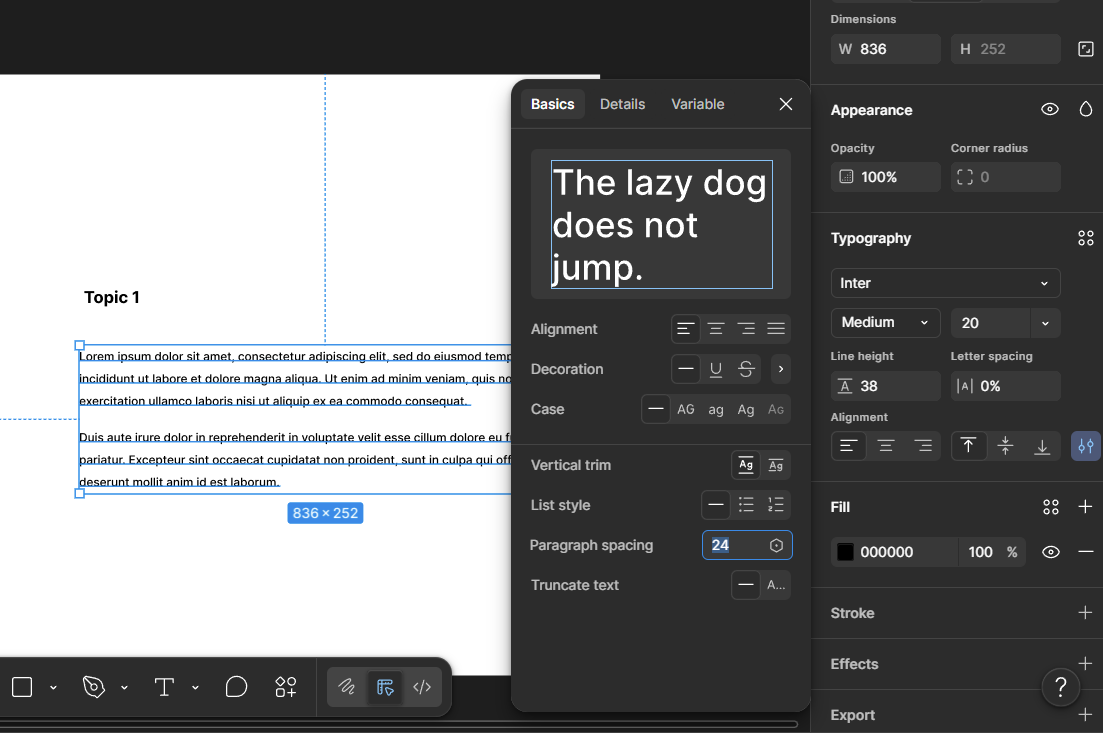 Dimensions
W 836
H 252
Appearance
Opacity
Corner radius
100%
0
Typography
Inter
Medium
20
Line height
Letter spacing
38
0%
Alignment
Fill
000000
100 %
Stroke
Effects
Export
?
Basics
Details
Variable
The lazy dog
does not
jump.
Alignment
Decoration
U
S
Case
AG
ag
Ag
AG
Vertical trim
Ag
Ag
List style
Paragraph spacing
24
Truncate text
A...
Topic 1
Lorem ipsum dolor sit amet, consectetur adipiscing elit, sed do eiusmod
incididunt ut labore et dolore magna aliqua. Ut enim ad minim veniam, quis
exercitation ullamco laboris nisi ut aliquip ex ea commodo consequat.
Duis aute irure dolor in reprehenderit in voluptate velit esse cillum dolore eu
pariatur. Excepteur sint occaecat cupidatat non proident, sunt in culpa qui
deserunt mollit anim id est laborum.
836 × 252